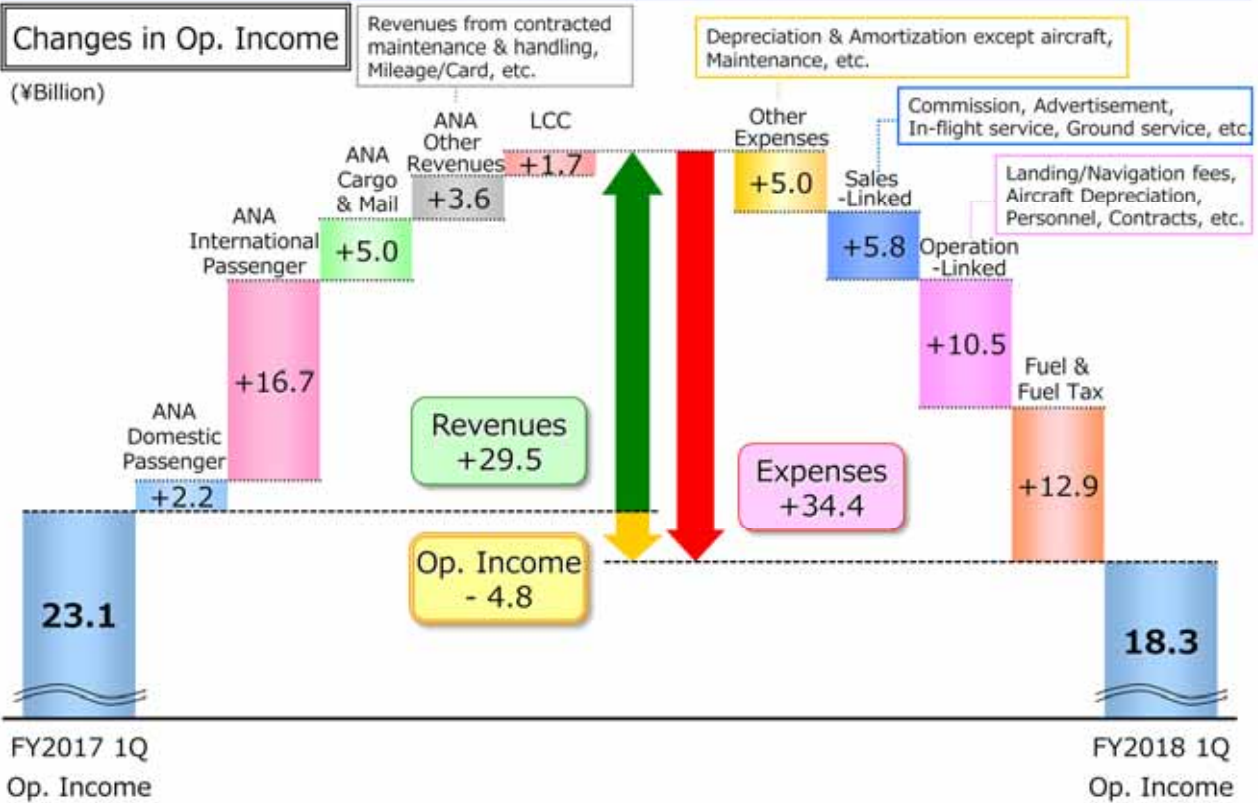 Changes in Op. Income
(¥Billion)
Revenues from contracted
maintenance & handling,
Mileage/Card, etc.
Depreciation & Amortization except aircraft,
Maintenance, etc.
Commission, Advertisement,
In-flight service, Ground service, etc.
Landing/Navigation fees,
Aircraft Depreciation,
Personnel, Contracts, etc.
23.1
ANA
Domestic
Passenger
+2.2
ANA
International
Passenger
+16.7
ANA
Cargo
& Mail
+5.0
ANA
Other
Revenues
+3.6
LCC
+1.7
Other
Expenses
+5.0
Sales
-Linked
+5.8
Operation
-Linked
+10.5
Fuel &
Fuel Tax
+12.9
Revenues
+29.5
Expenses
+34.4
Op. Income
- 4.8
18.3
FY2017 1Q
Op. Income
FY2018 1Q
Op. Income